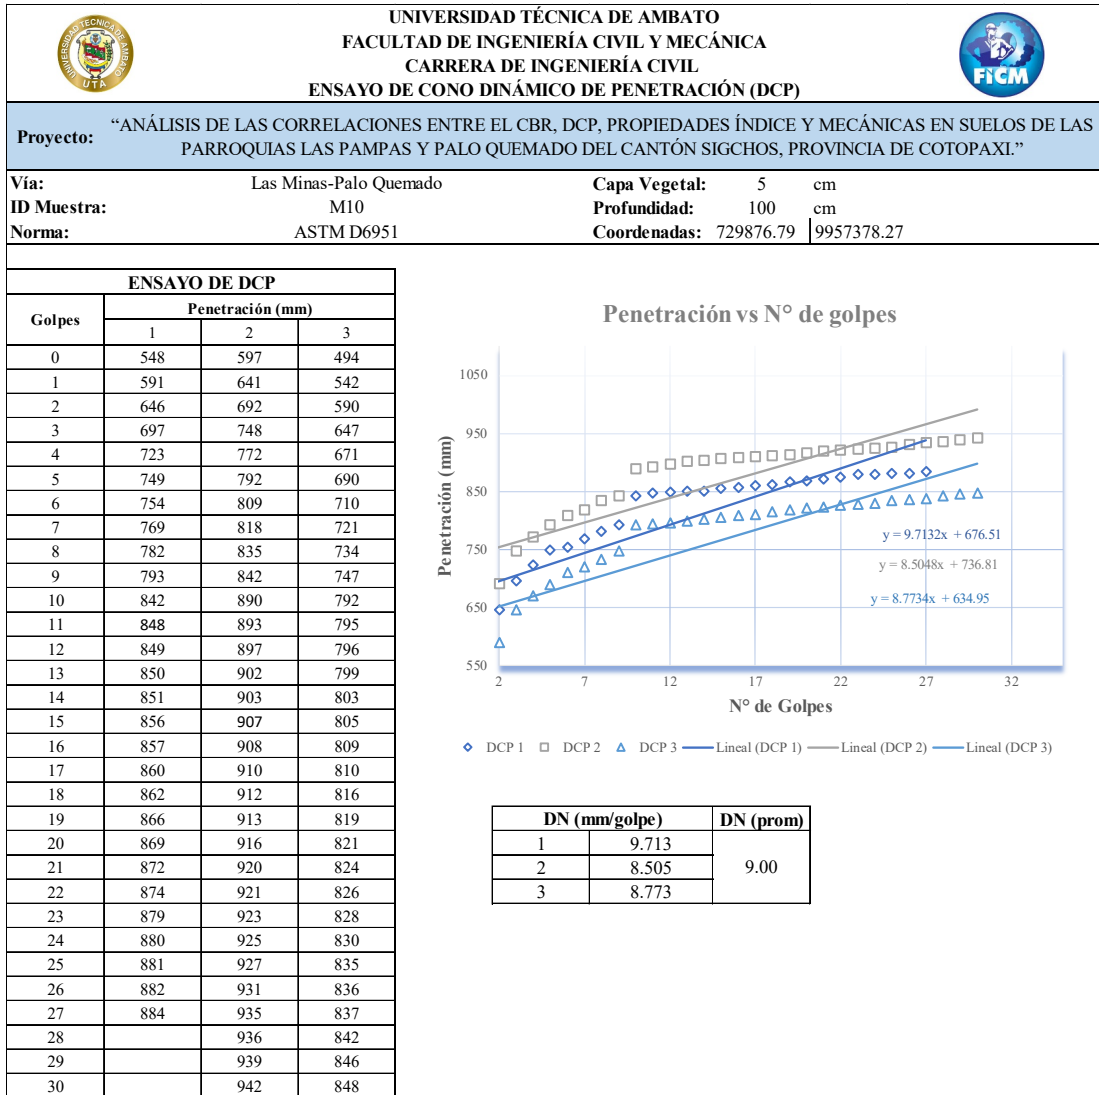 UNIVERSIDAD TÉCNICA DE AMBATO
FACULTAD DE INGENIERÍA CIVIL Y MECÁNICA
CARRERA DE INGENIERÍA CIVIL
ENSAYO DE CONO DINÁMICO DE PENETRACIÓN (DCP)
UNIVERSIDAD TECNICA DE AMBATO
UTA
FICM
Proyecto: “ANÁLISIS DE LAS CORRELACIONES ENTRE EL CBR, DCP, PROPIEDADES ÍNDICE Y MECÁNICAS EN SUELOS DE LAS
PARROQUIAS LAS PAMPAS Y PALO QUEMADO DEL CANTÓN SIGCHOS, PROVINCIA DE COTOPAXI.”
Vía: Las Minas-Palo Quemado Capa Vegetal: 5 cm
ID Muestra: M10 Profundidad: 100 cm
Norma: ASTM D6951 Coordenadas: 729876.79 9957378.27
ENSAYO DE DCP
Golpes Penetración (mm)
1 2 3
0 548 597 494
1 591 641 542
2 646 692 590
3 697 748 647
4 723 772 671
5 749 792 690
6 754 809 710
7 769 818 721
8 782 835 734
9 793 842 747
10 842 890 792
11 848 893 795
12 849 897 796
13 850 902 799
14 851 903 803
15 856 907 805
16 857 908 809
17 860 910 810
18 862 912 816
19 866 913 819
20 869 916 821
21 872 920 824
22 874 921 826
23 879 923 828
24 880 925 830
25 881 927 835
26 882 931 836
27 884 935 837
28 936 842
29 939 846
30 942 848
Penetración vs N° de golpes
Penetración (mm)
1050
950
850
750
650
550
y = 9.7132x + 676.51
y = 8.5048x + 736.81
y = 8.7734x + 634.95
2 7 12 17 22 27 32
N° de Golpes
DCP 1 DCP 2 DCP 3 Lineal (DCP 1) Lineal (DCP 2) Lineal (DCP 3)
DN (mm/golpe) DN (prom)
1 9.713
2 8.505 9.00
3 8.773